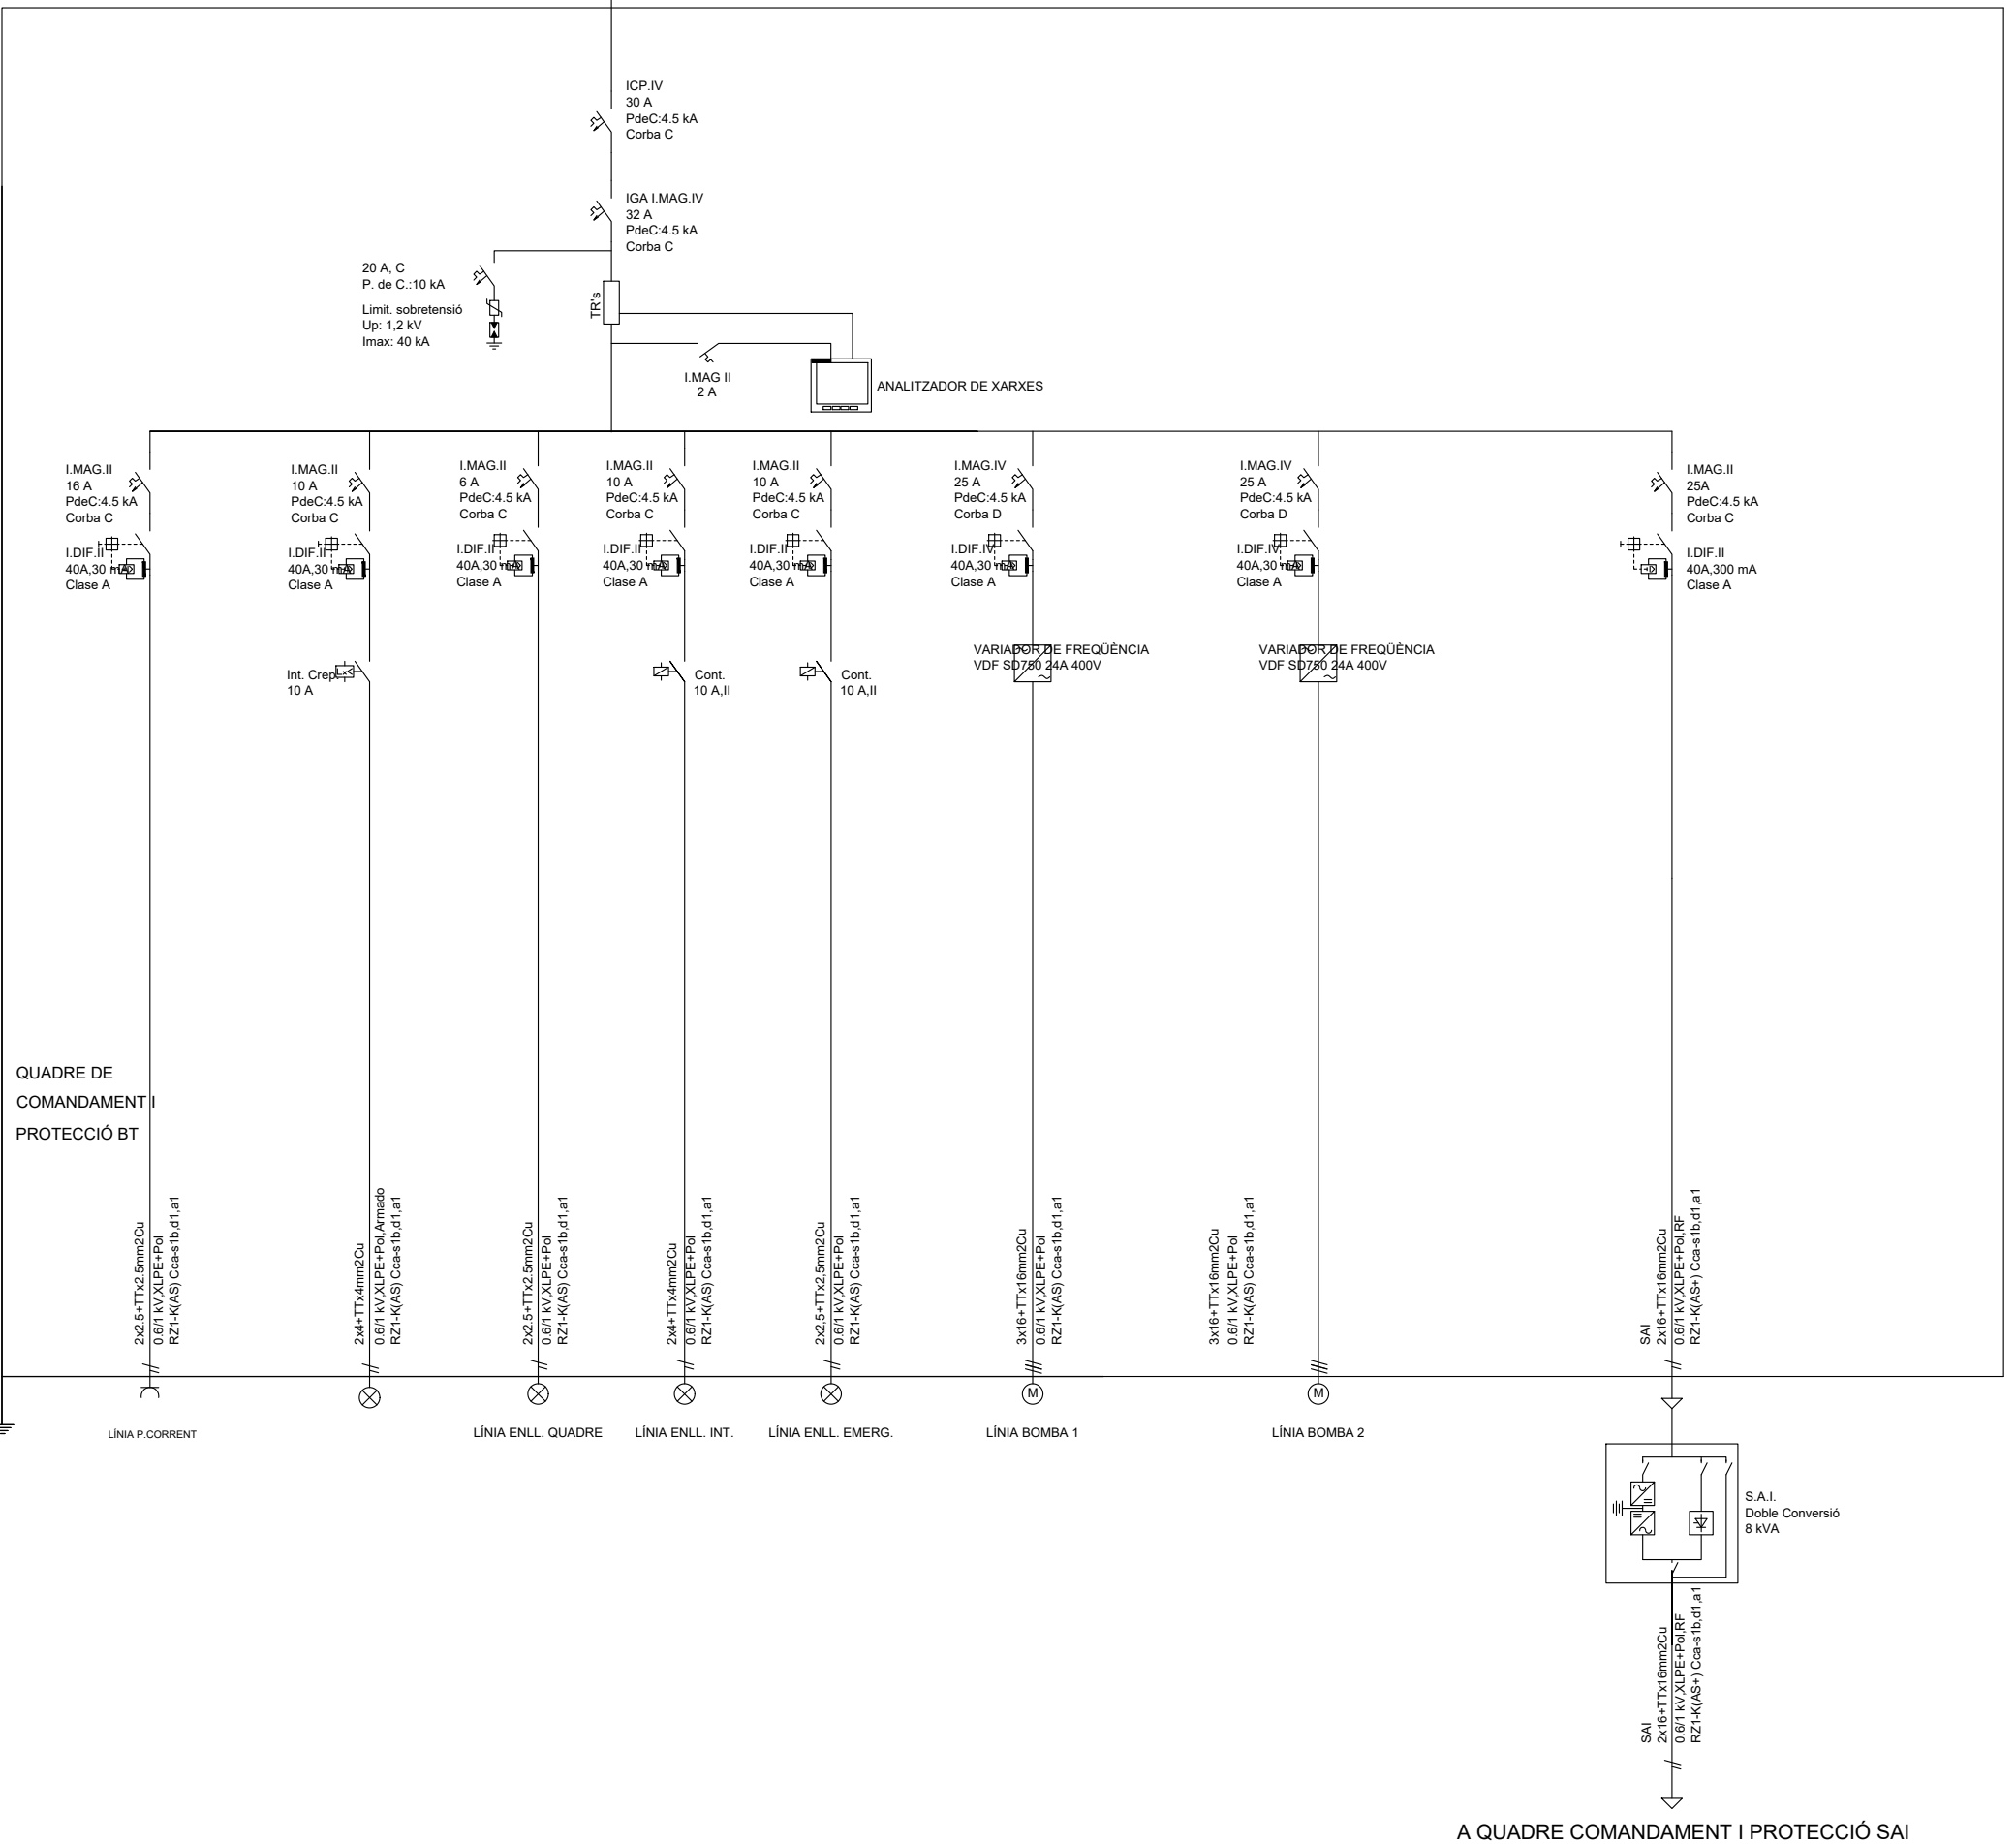 ICP.IV
30 A
PdeC:4.5 kA
Corba C
IGA I.MAG.IV
32 A
PdeC:4.5 kA
Corba C
20 A, C
P. de C.:10 kA
Limit. sobretensió
Up: 1,2 kV
Imax: 40 kA
TR's
I.MAG II
2 A
ANALITZADOR DE XARXES
I.MAG.II
16 A
PdeC:4.5 kA
Corba C
I.DIF.II
40A,30 mA
Clase A
I.MAG.II
10 A
PdeC:4.5 kA
Corba C
I.DIF.II
40A,30 mA
Clase A
Int. Crep.
10 A
I.MAG.II
6 A
PdeC:4.5 kA
Corba C
I.DIF.II
40A,30 mA
Clase A
I.MAG.II
10 A
PdeC:4.5 kA
Corba C
I.DIF.II
40A,30 mA
Clase A
Cont.
10 A,II
I.MAG.II
10 A
PdeC:4.5 kA
Corba C
I.DIF.II
40A,30 mA
Clase A
Cont.
10 A,II
I.MAG.IV
25 A
PdeC:4.5 kA
Corba D
I.DIF.IV
40A,30 mA
Clase A
VARIADOR DE FREQÜÈNCIA
VDF SD750 24A 400V
I.MAG.IV
25 A
PdeC:4.5 kA
Corba D
I.DIF.IV
40A,30 mA
Clase A
VARIADOR DE FREQÜÈNCIA
VDF SD750 24A 400V
I.MAG.II
25A
PdeC:4.5 kA
Corba C
I.DIF.II
40A,300 mA
Clase A
QUADRE DE
COMANDAMENT I
PROTECCIÓ BT
2x2.5+TTx2.5mm2Cu
0.6/1 kV,XLPE+Pol
RZ1-K(AS) Cca-s1b,d1,a1
2x4+TTx4mm2Cu
0.6/1 kV,XLPE+Pol,Armado
RZ1-K(AS) Cca-s1b,d1,a1
2x2.5+TTx2.5mm2Cu
0.6/1 kV,XLPE+Pol
RZ1-K(AS) Cca-s1b,d1,a1
2x4+TTx4mm2Cu
0.6/1 kV,XLPE+Pol
RZ1-K(AS) Cca-s1b,d1,a1
2x2,5+TTx2,5mm2Cu
0.6/1 kV,XLPE+Pol
RZ1-K(AS) Cca-s1b,d1,a1
3x16+TTx16mm2Cu
0.6/1 kV,XLPE+Pol
RZ1-K(AS) Cca-s1b,d1,a1
3x16+TTx16mm2Cu
0.6/1 kV,XLPE+Pol
RZ1-K(AS) Cca-s1b,d1,a1
SAI
2x16+TTx16mm2Cu
0.6/1 kV,XLPE+Pol,RF
RZ1-K(AS+) Cca-s1b,d1,a1
M
M
LÍNIA P.CORRENT
LÍNIA ENLL. QUADRE
LÍNIA ENLL. INT.
LÍNIA ENLL. EMERG.
LÍNIA BOMBA 1
LÍNIA BOMBA 2
S.A.I.
Doble Conversió
8 kVA
SAI
2x16+TTx16mm2Cu
0.6/1 kV,XLPE+Pol,RF
RZ1-K(AS+) Cca-s1b,d1,a1
A QUADRE COMANDAMENT I PROTECCIÓ SAI